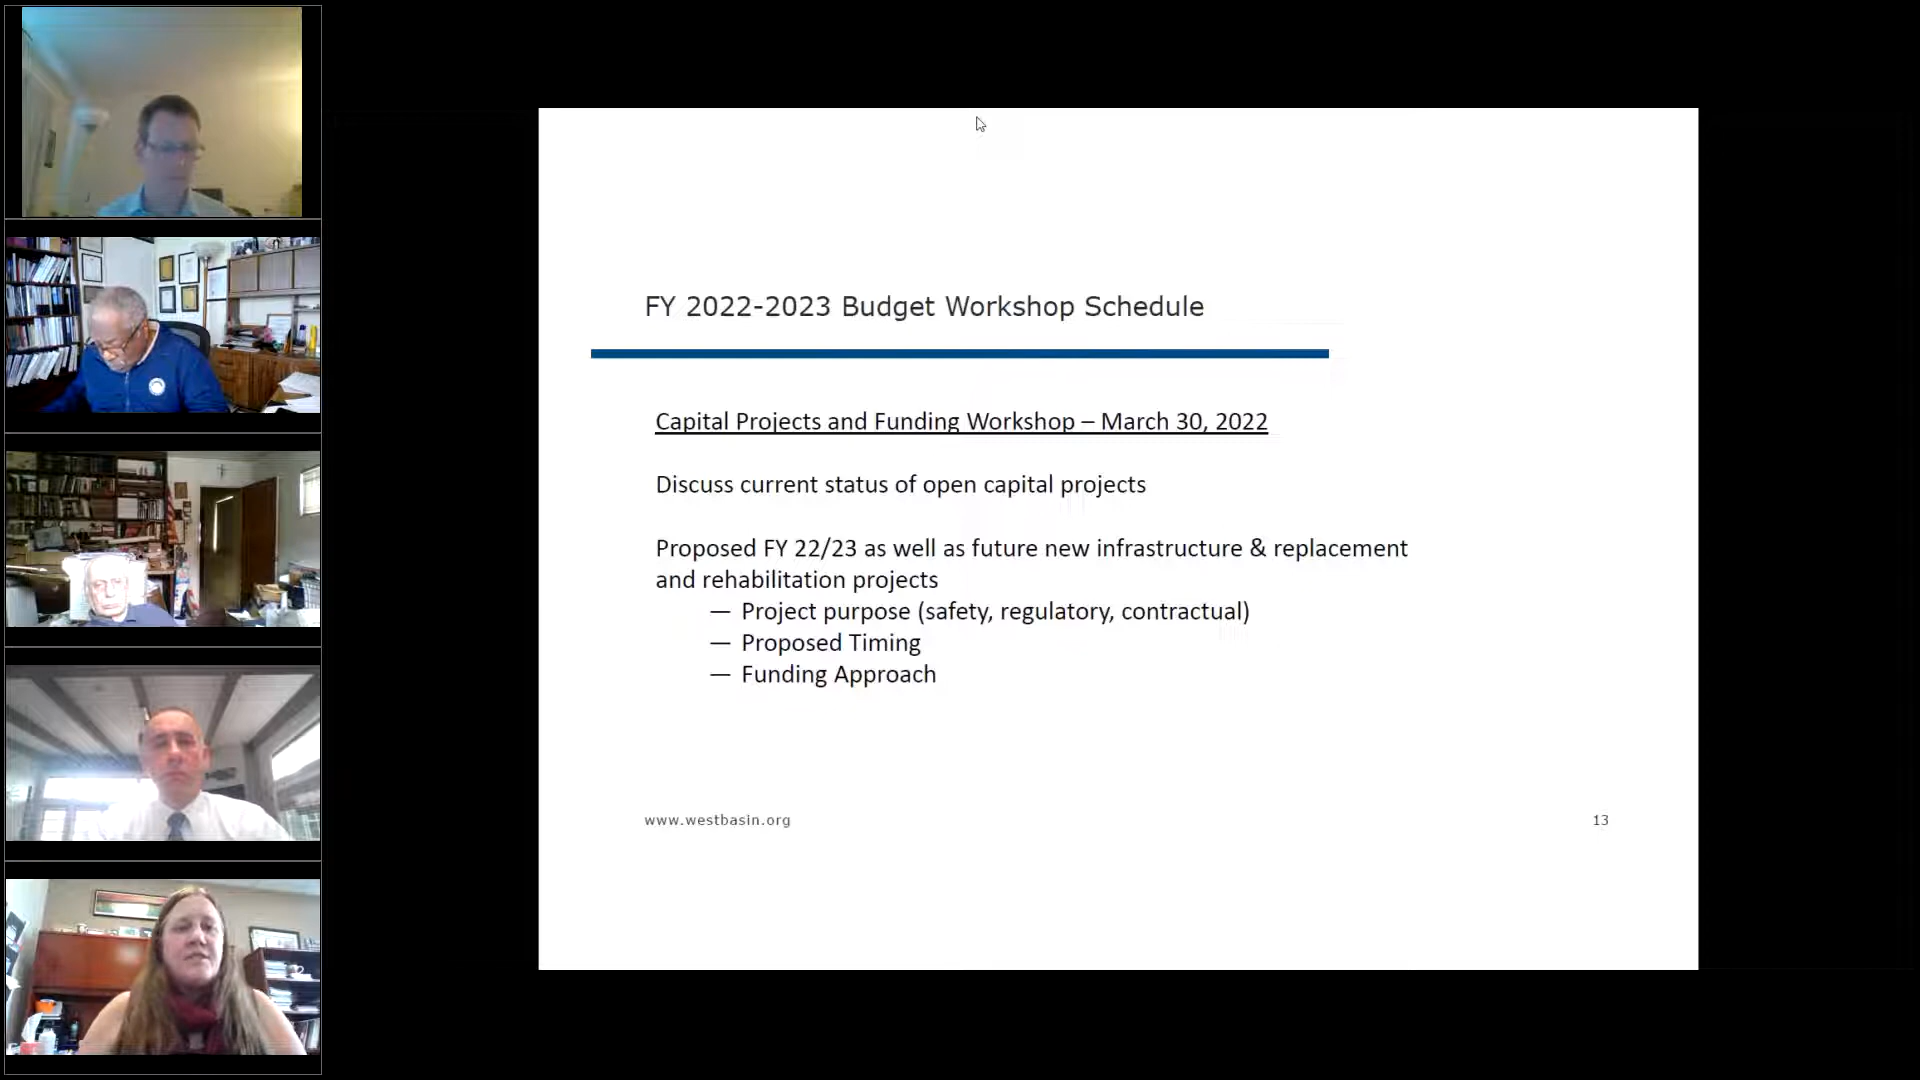 FY 2022-2023 Budget Workshop Schedule
Capital Projects and Funding Workshop – March 30, 2022
Discuss current status of open capital projects
Proposed FY 22/23 as well as future new infrastructure & replacement
and rehabilitation projects
— Project purpose (safety, regulatory, contractual)
— Proposed Timing
— Funding Approach
www.westbasin.org
13